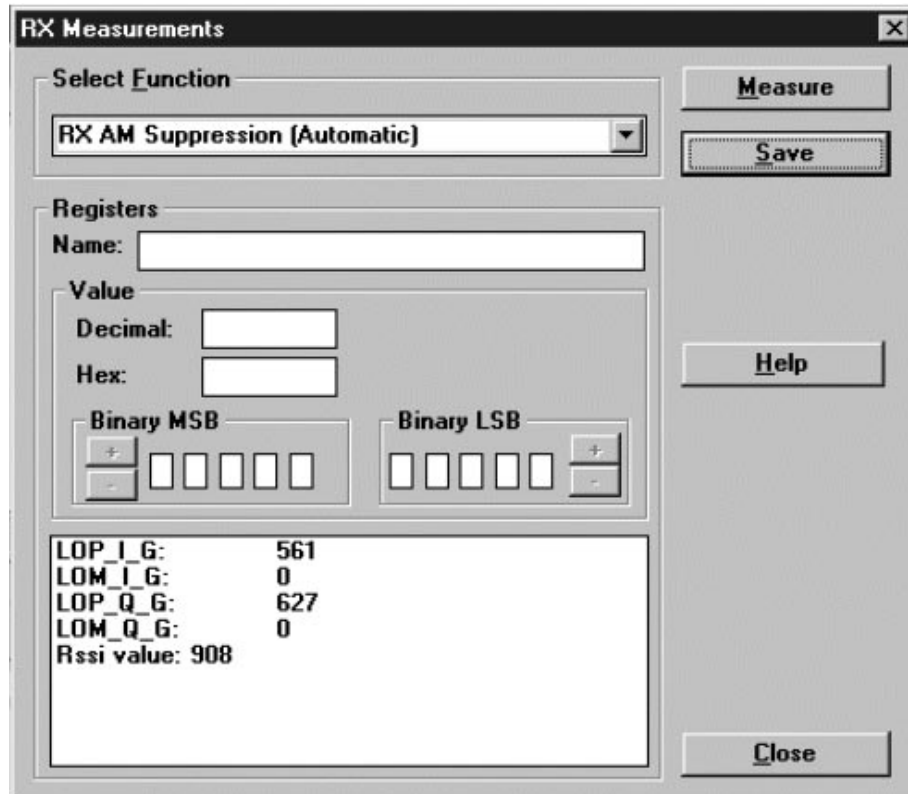 RX Measurements
Select Function
Measure
RX AM Suppression (Automatic)
Save
Registers
Name:
Value
Decimal:
Hex:
Help
Binary MSB
Binary LSB
+
-
+
-
LOP_I_G: 561
LOM_I_G: 0
LOP_Q_G: 627
LOM_Q_G: 0
Rssi value: 908
Close